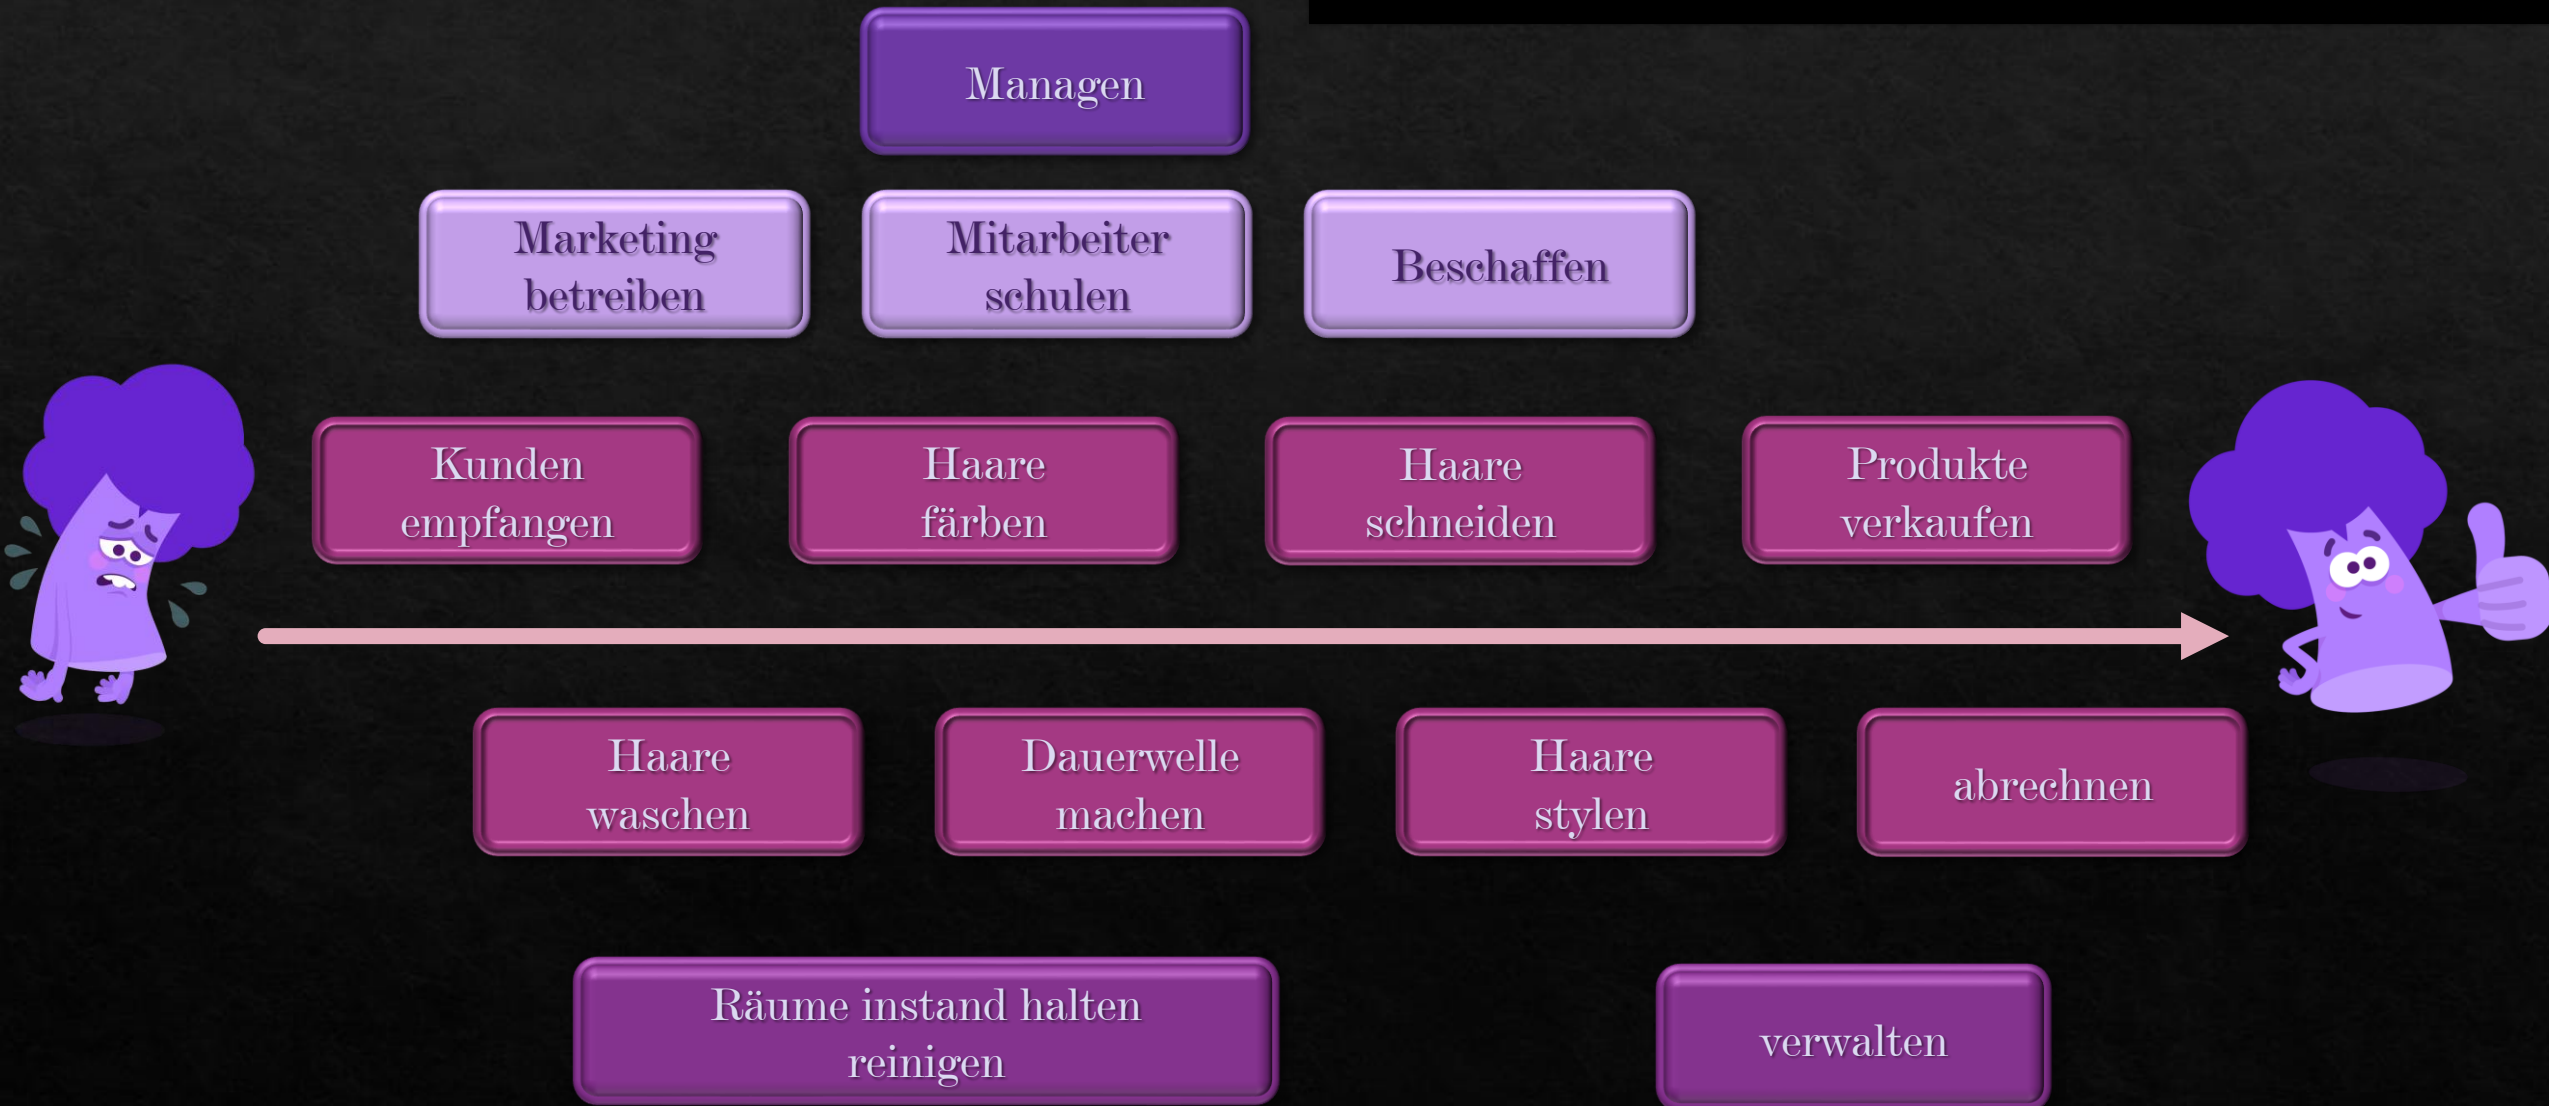 Managen
Marketing
betreiben
Mitarbeiter
schulen
Beschaffen
Kunden
empfangen
Haare
färben
Haare
schneiden
Produkte
verkaufen
Haare
waschen
Dauerwelle
machen
Haare
stylen
abrechnen
Räume instand halten
reinigen
verwalten